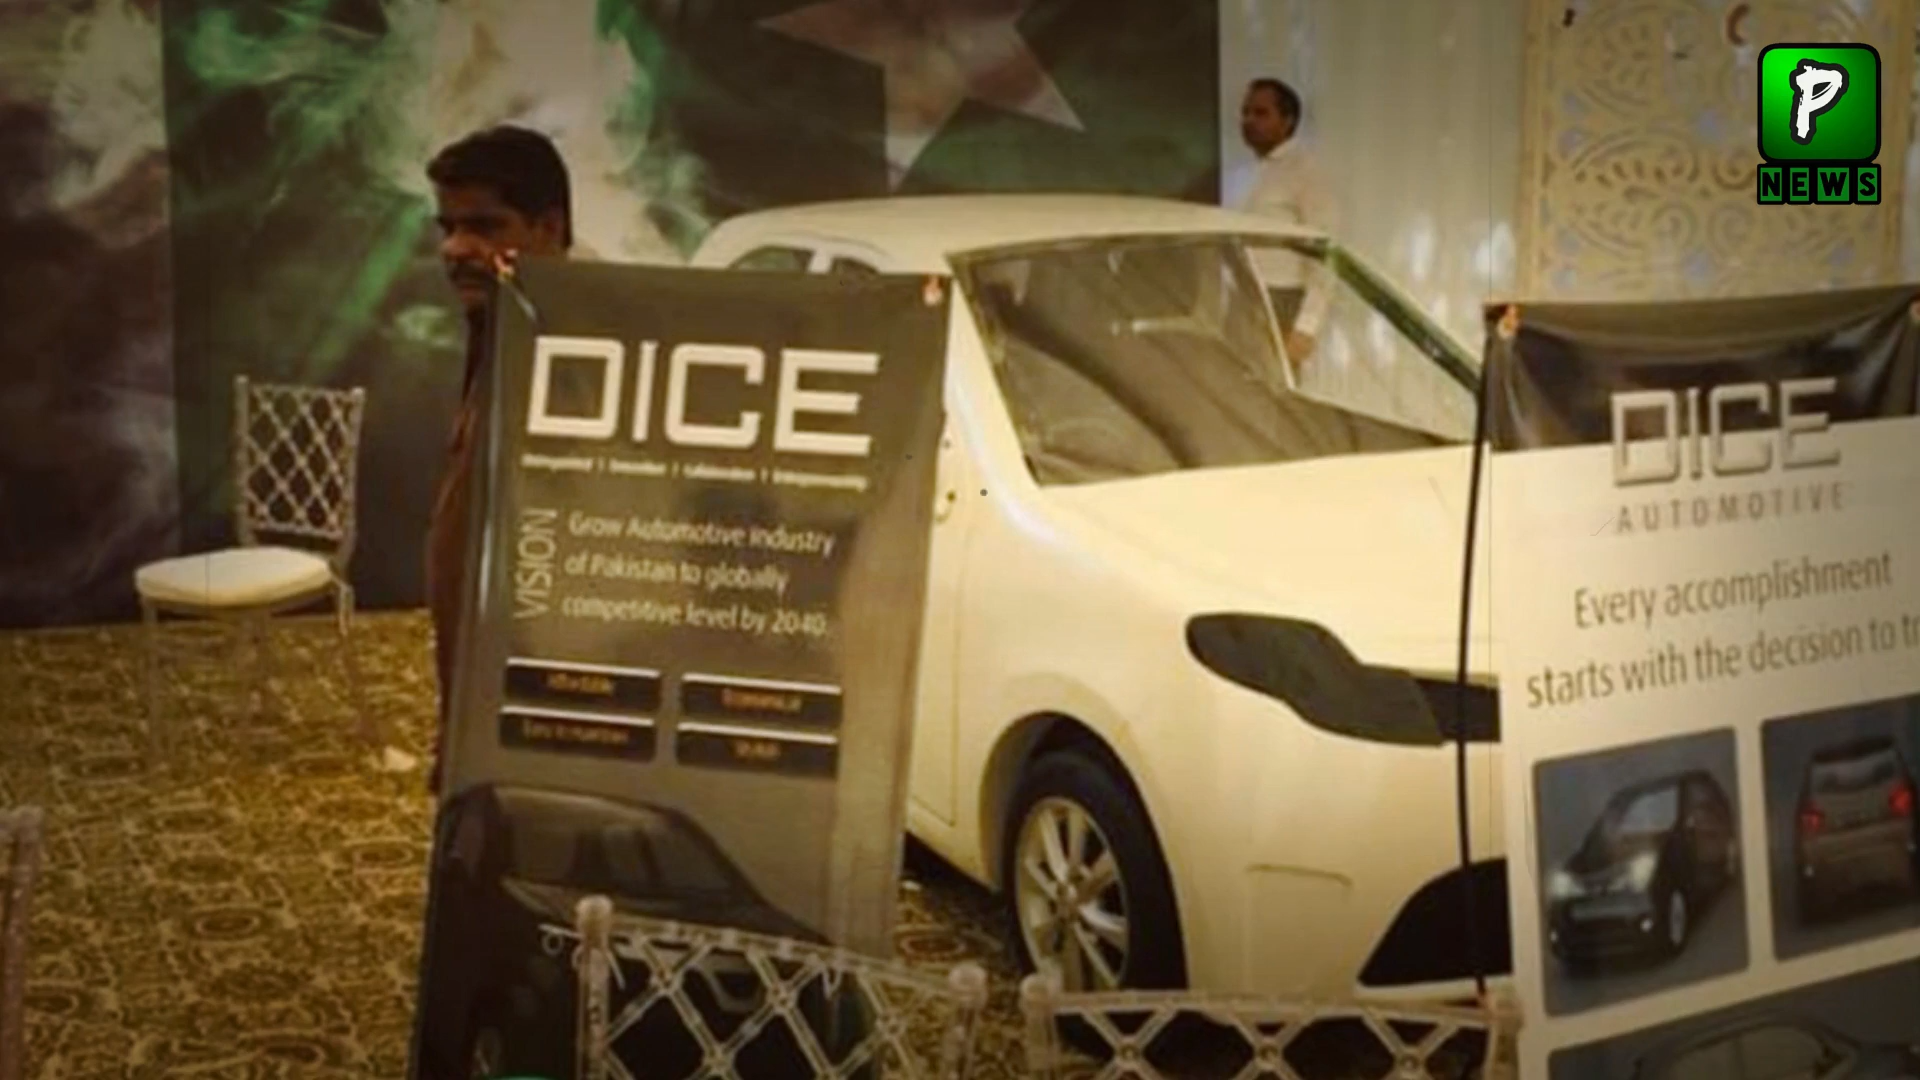 P
NEWS
DICE
VISION
Grow Automotive Industry
of Pakistan to globally
competitive level by 2040.
DICE
AUTOMOTIVE
Every accomplishment
starts with the decision to